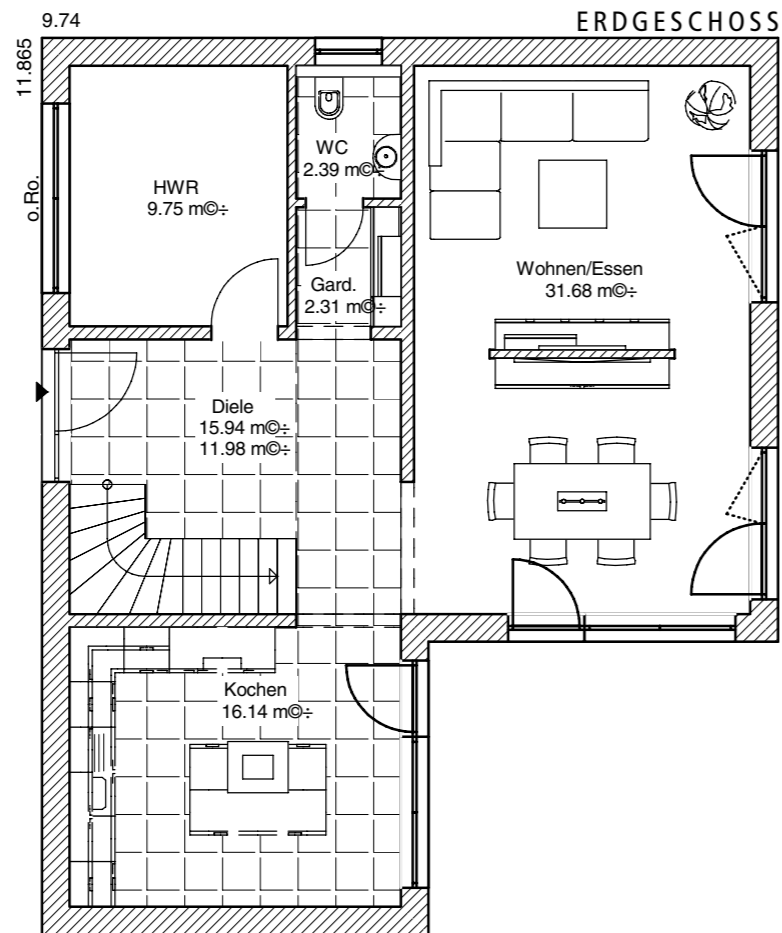 9.74
ERDGESCHOSS
11.865
o.Ro.
WC
2.39 m©÷
HWR
9.75 m©÷
Wohnen/Essen
31.68 m©÷
Gard.
2.31 m©÷
Diele
15.94 m©÷
11.98 m©÷
Kochen
16.14 m©÷